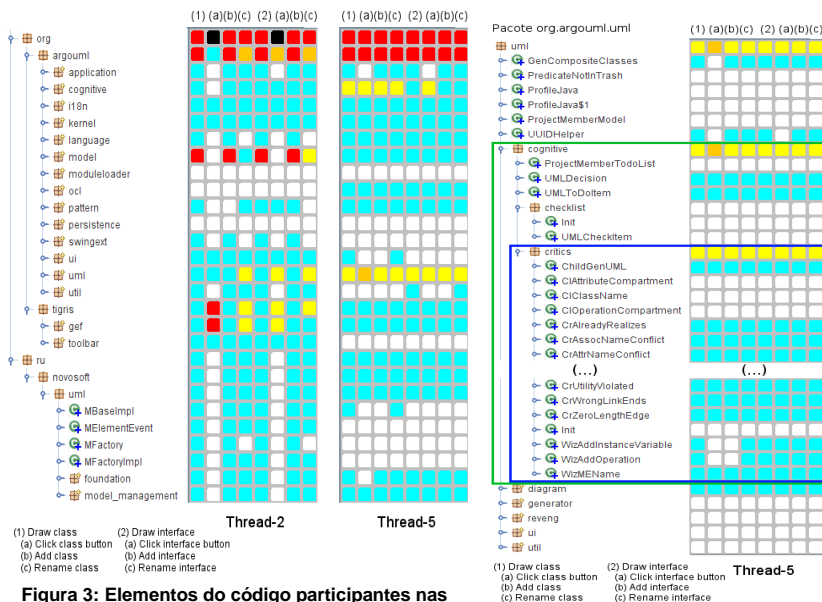 (1) (a)(b)(c) (2) (a)(b)(c)
(1) (a)(b)(c) (2) (a)(b)(c)
org
argouml
application
cognitive
i18n
kernel
language
model
moduleloader
ocl
pattern
persistence
swingext
ui
uml
util
tigris
gef
toolbar
ru
novosoft
uml
MBaseImpl
MElementEvent
MFactory
MFactoryImpl
foundation
model_management
Thread-2
Thread-5
(1) Draw class
(a) Click class button
(b) Add class
(c) Rename class
(2) Draw interface
(a) Click interface button
(b) Add interface
(c) Rename interface
Figura 3: Elementos do código participantes nas
Pacote org.argouml.uml
(1) (a)(b)(c) (2) (a)(b)(c)
uml
GenCompositeClasses
PredicateNotInTrash
ProfileJava
ProfileJava$1
ProjectMemberModel
UUIDHelper
cognitive
ProjectMemberTodoList
UMLDecision
UMLToDoItem
checklist
Init
UMLCheckItem
critics
ChildGenUML
ClAttributeCompartment
ClClassName
ClOperationCompartment
CrAlreadyRealizes
CrAssocNameConflict
CrAttrNameConflict
(...)
(...)
CrUtilityViolated
CrWrongLinkEnds
CrZeroLengthEdge
Init
WizAddInstanceVariable
WizAddOperation
WizMEName
diagram
generator
reveng
ui
util
(1) Draw class
(a) Click class button
(b) Add class
(c) Rename class
(2) Draw interface
(a) Click interface button
(b) Add interface
(c) Rename interface
Thread-5